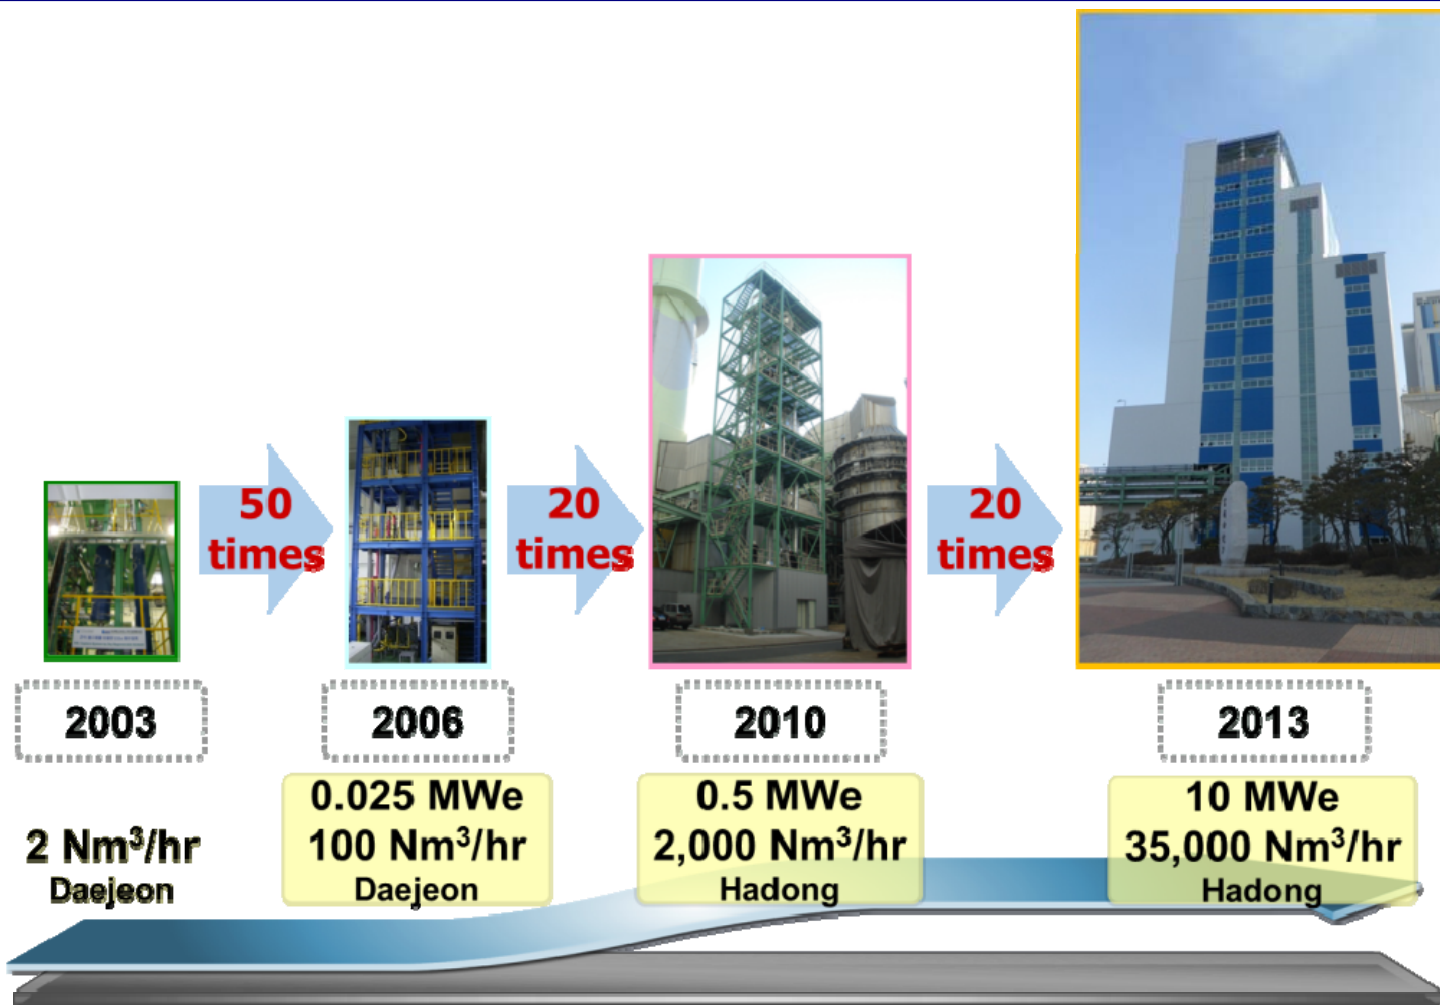 50
times
20
times
20
times
2003
2006
2010
2013
2 Nm³/hr
Daejeon
0.025 MWe
100 Nm³/hr
Daejeon
0.5 MWe
2,000 Nm³/hr
Hadong
10 MWe
35,000 Nm³/hr
Hadong